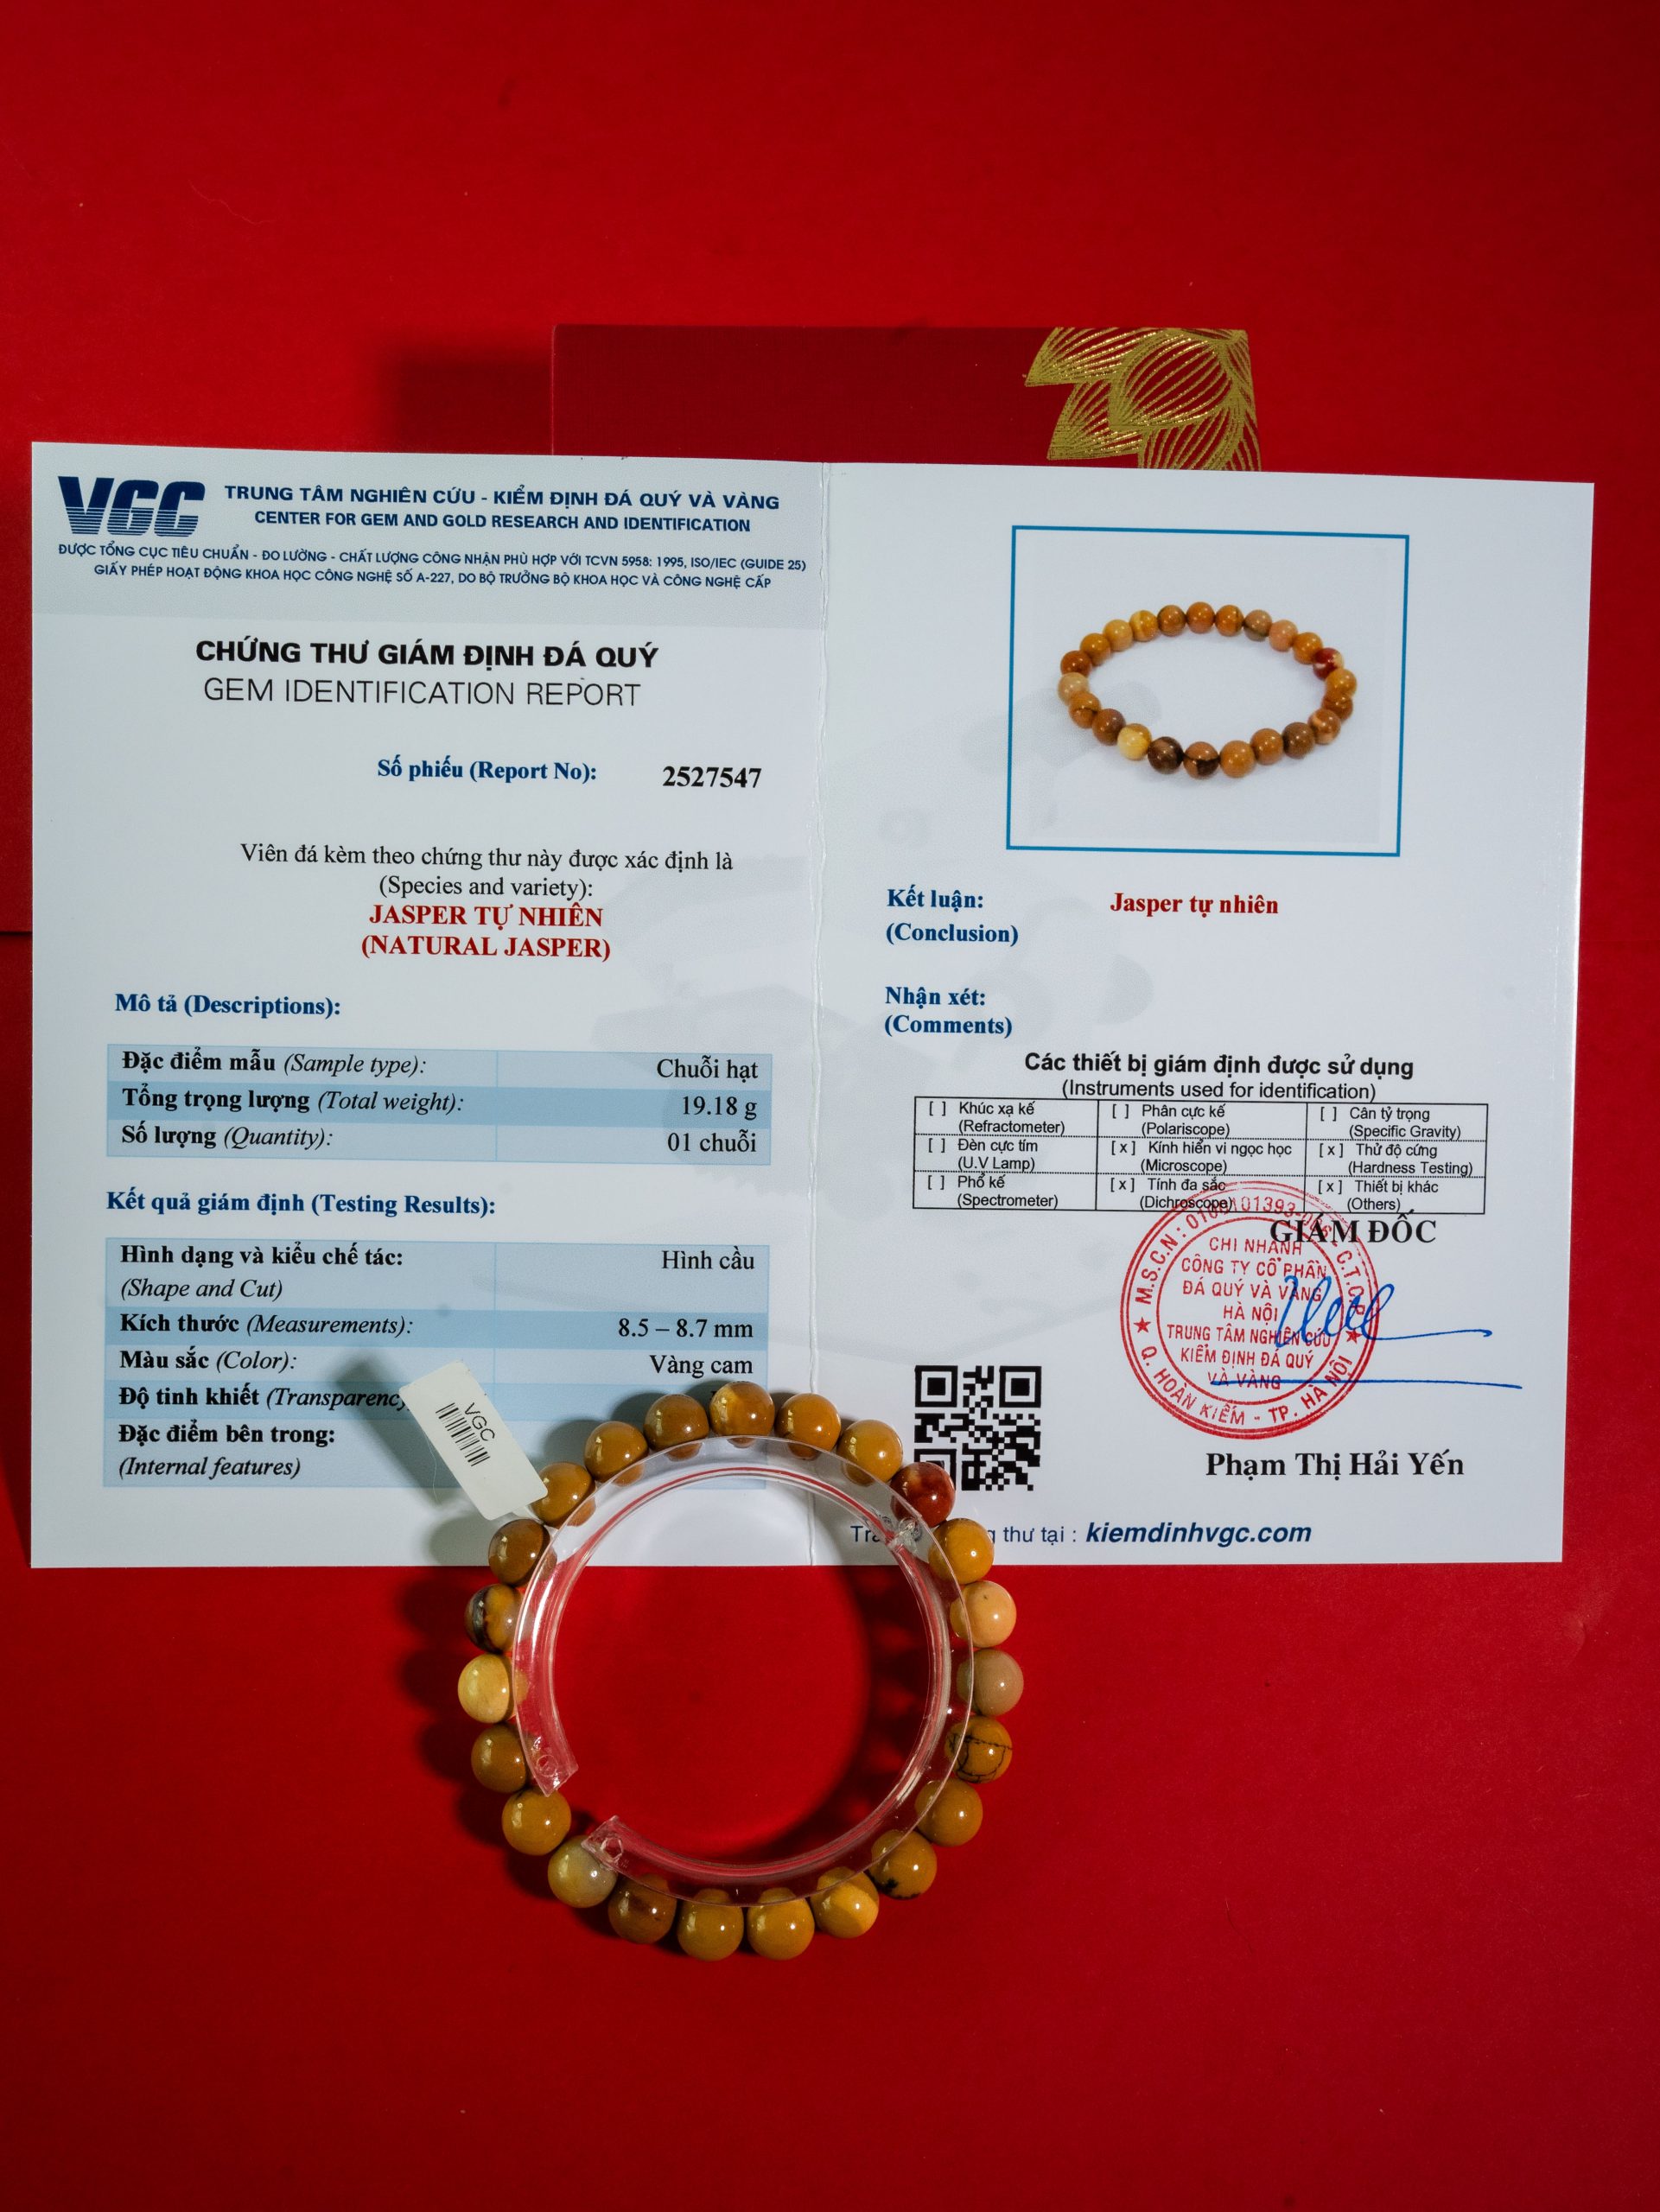 VGC
TRUNG TÂM NGHIÊN CỨU - KIỂM ĐỊNH ĐÁ QUÝ VÀ VÀNG
CENTER FOR GEM AND GOLD RESEARCH AND IDENTIFICATION
ĐƯỢC TỔNG CỤC TIÊU CHUẨN - ĐO LƯỜNG - CHẤT LƯỢNG CÔNG NHẬN PHÙ HỢP VỚI TCVN 5958: 1995, ISO/IEC (GUIDE 25)
GIẤY PHÉP HOẠT ĐỘNG KHOA HỌC CÔNG NGHỆ SỐ A-227, DO BỘ TRƯỞNG BỘ KHOA HỌC VÀ CÔNG NGHỆ CẤP
CHỨNG THƯ GIÁM ĐỊNH ĐÁ QUÝ
GEM IDENTIFICATION REPORT
Số phiếu (Report No): 2527547
Viên đá kèm theo chứng thư này được xác định là
(Species and variety):
JASPER TỰ NHIÊN
(NATURAL JASPER)
Mô tả (Descriptions):
Đặc điểm mẫu (Sample type): Chuỗi hạt
Tổng trọng lượng (Total weight): 19.18 g
Số lượng (Quantity): 01 chuỗi
Kết quả giám định (Testing Results):
Hình dạng và kiểu chế tác: Hình cầu
(Shape and Cut)
Kích thước (Measurements): 8.5 – 8.7 mm
Màu sắc (Color): Vàng cam
Độ tinh khiết (Transparency
Đặc điểm bên trong:
(Internal features)
VGC
Kết luận: Jasper tự nhiên
(Conclusion)
Nhận xét:
(Comments)
Các thiết bị giám định được sử dụng
(Instruments used for identification)
[ ] Khúc xạ kế [ ] Phân cực kế [ ] Cân tỷ trọng
(Refractometer) (Polariscope) (Specific Gravity)
[ ] Đèn cực tím [x] Kính hiển vi ngọc học [x] Thử độ cứng
(U.V Lamp) (Microscope) (Hardness Testing)
[ ] Phổ kế [x] Tính đa sắc [x] Thiết bị khác
(Spectrometer) (Dichroscope) (Others)
GIÁM ĐỐC
M.S.C.N: C.T.C.P
CHI NHÁNH
CÔNG TY CỔ PHẦN
ĐÁ QUÝ VÀ VÀNG
HÀ NỘI
TRUNG TÂM NGHIÊN CỨU
KIỂM ĐỊNH ĐÁ QUÝ
VÀ VÀNG
Q. HOÀN KIẾM - TP. HÀ NỘI
Phạm Thị Hải Yến
thư tại : kiemdinhvgc.com